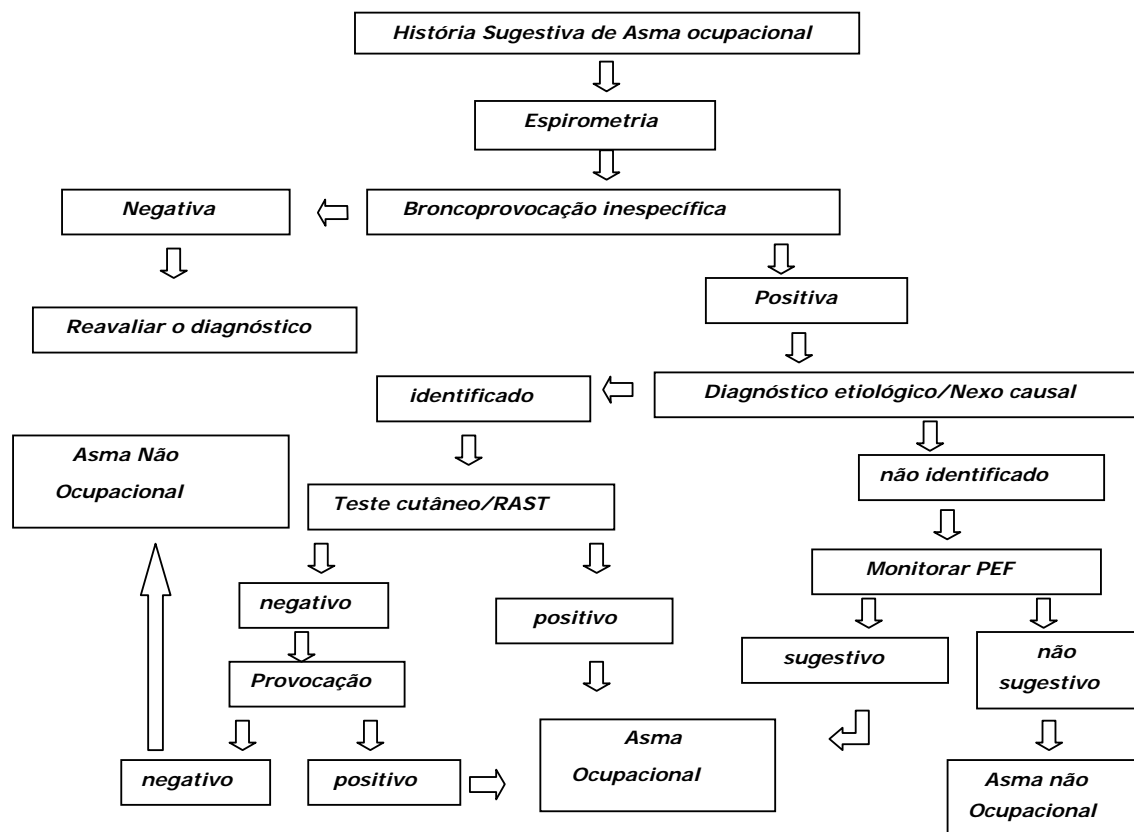 História Sugestiva de Asma ocupacional
Espirometria
Negativa
Broncoprovocação inespecífica
Positiva
Reavaliar o diagnóstico
identificado
Diagnóstico etiológico/Nexo causal
Asma Não
Ocupacional
não identificado
Teste cutâneo/RAST
Monitorar PEF
negativo
positivo
sugestivo
não
sugestivo
Provocação
negativo
positivo
Asma
Ocupacional
Asma não
Ocupacional